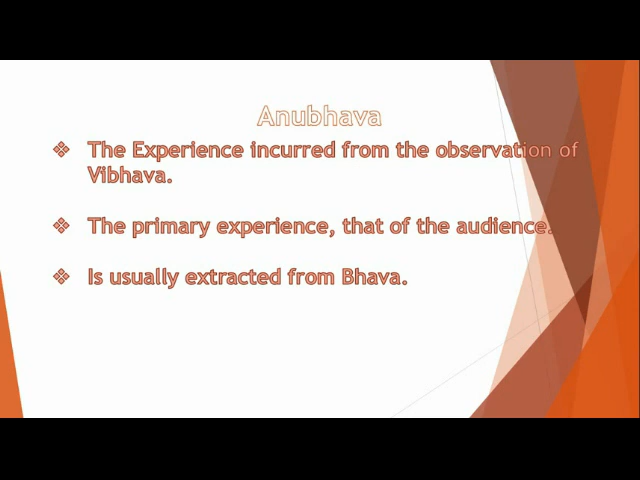 Anubhava
❖ The Experience incurred from the observation of
Vibhava.
❖ The primary experience, that of the audience.
❖ Is usually extracted from Bhava.